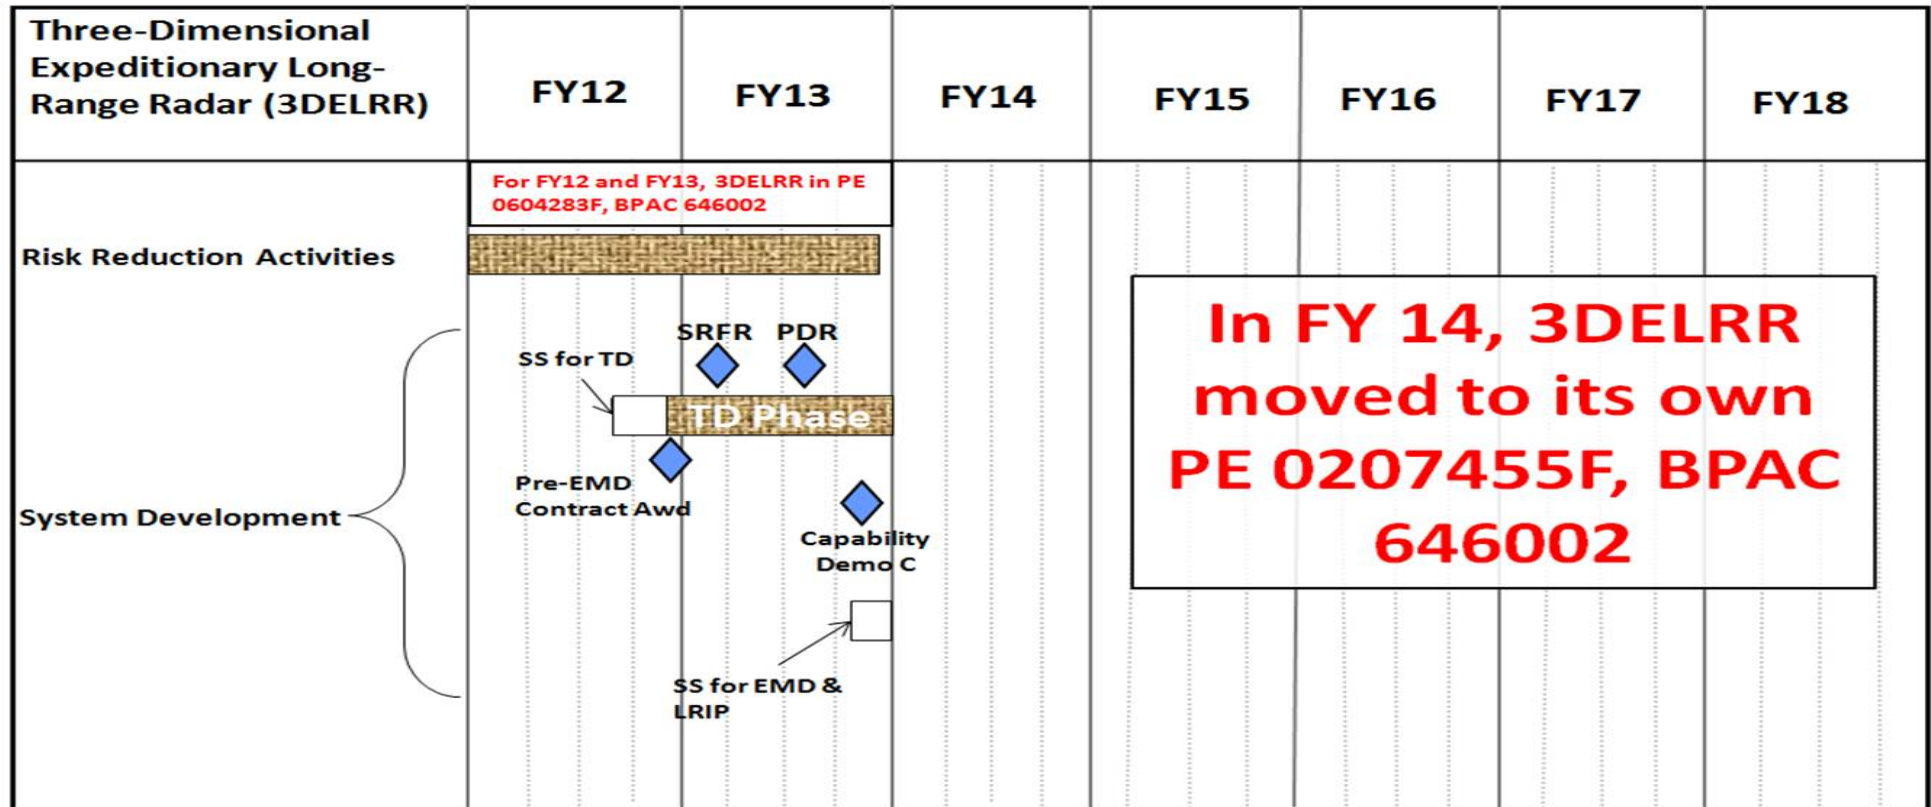 Three-Dimensional
Expeditionary Long-
Range Radar (3DELRR)
FY12
FY13
FY14
FY15
FY16
FY17
FY18
For FY12 and FY13, 3DELRR in PE
0604283F, BPAC 646002
Risk Reduction Activities
SRFR
PDR
SS for TD
TD Phase
Pre-EMD
Contract Awd
System Development
Capability
Demo C
SS for EMD &
LRIP
In FY 14, 3DELRR
moved to its own
PE 0207455F, BPAC
646002